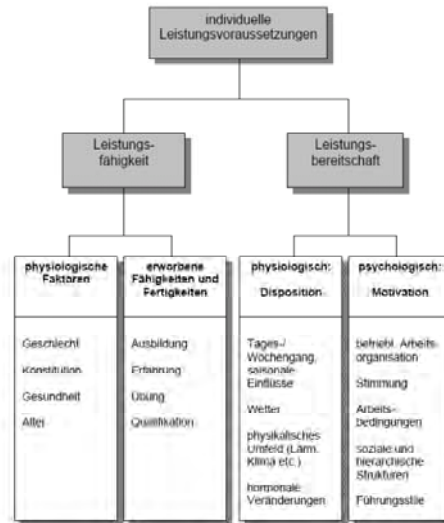 individuelle
Leistungsvoraussetzungen
Leistungs-
fähigkeit
Leistungs-
bereitschaft
physiologische
Faktoren
Geschlecht
Konstitution
Gesundheit
Alter
erworbene
Fähigkeiten und
Fertigkeiten
Ausbildung
Erfahrung
Übung
Qualifikation
physiologisch:
Disposition
Tages-/
Wochengang,
saisonale
Einflüsse
Wetter
physikalisches
Umfeld (Lärm,
Klima etc.)
hormonale
Veränderungen
psychologisch:
Motivation
betriebl. Arbeits-
organisation
Stimmung
Arbeits-
bedingungen
soziale und
hierarchische
Strukturen
Führungsstile